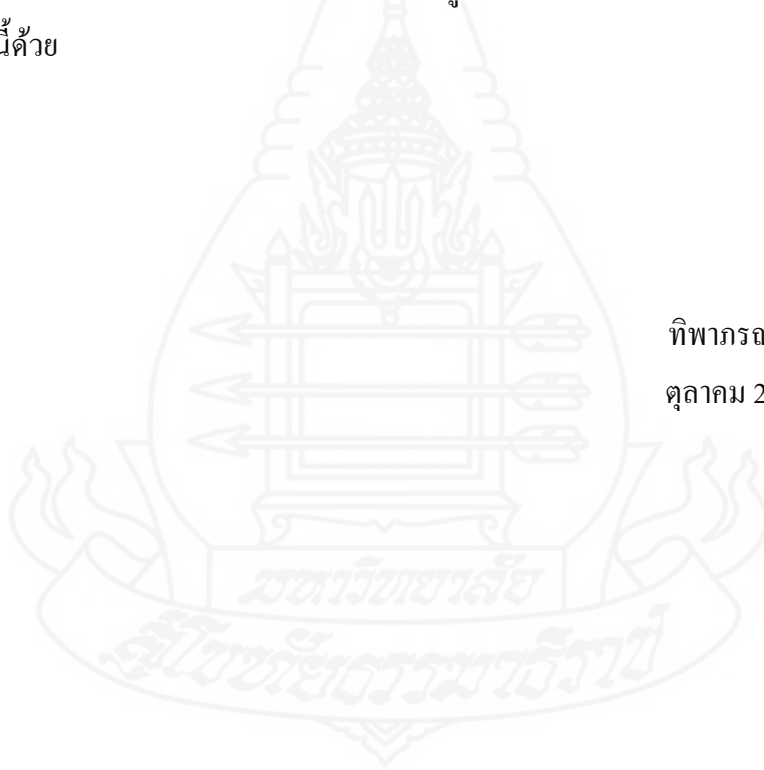 นี้ด้วย
ทิพาภรณ
ตุลาคม 2
มหาวิทยาลัย
สุโขทัยธรรมาธิราช